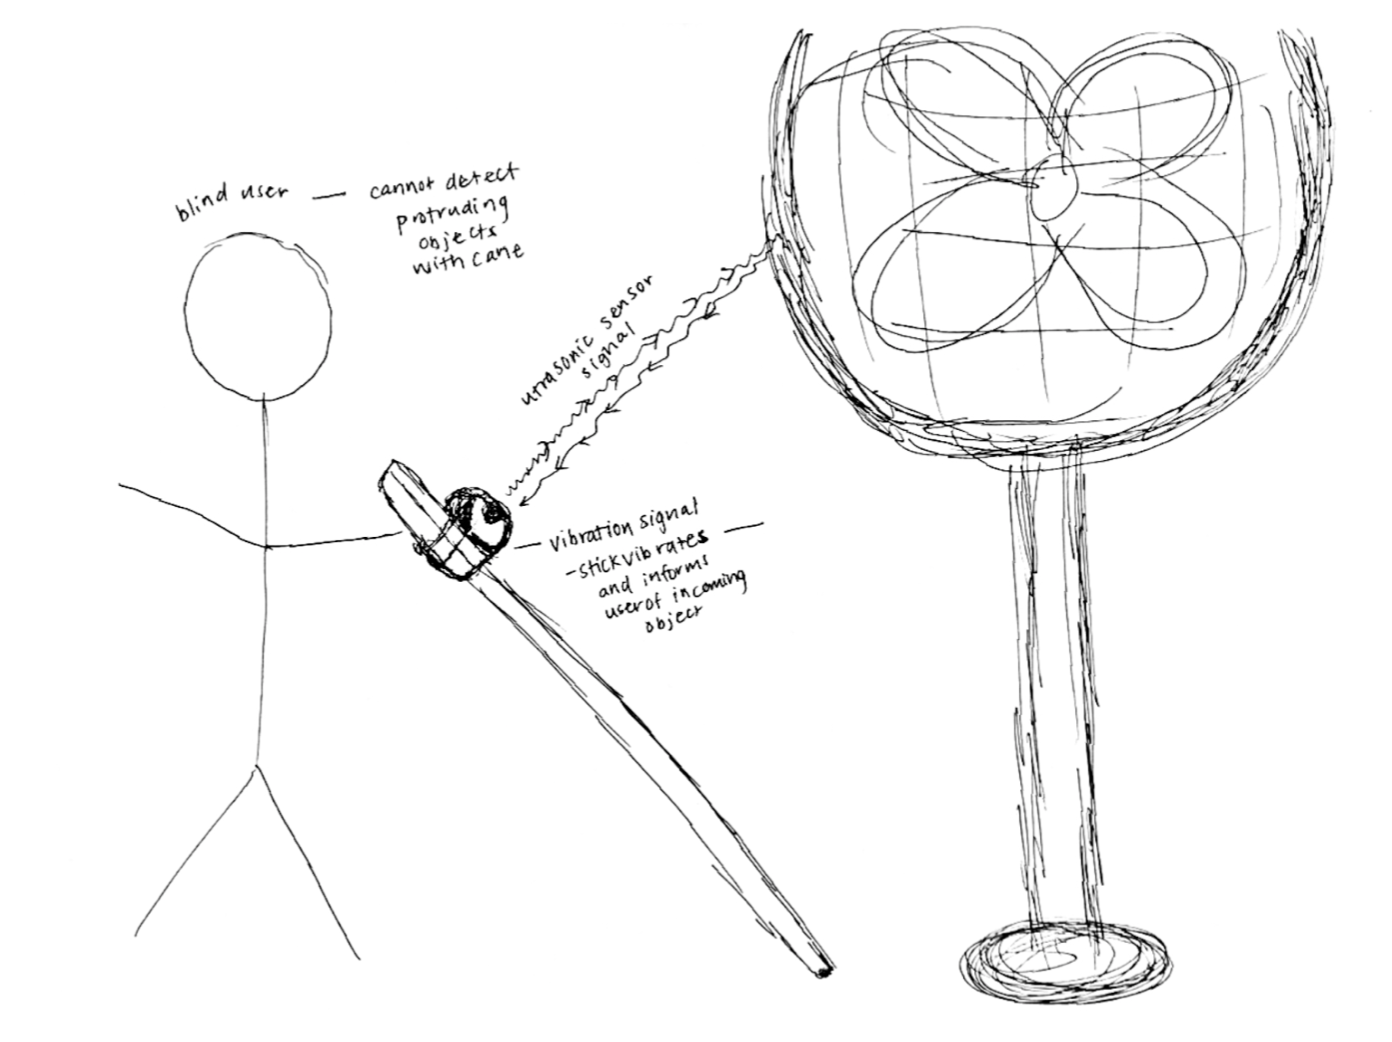 blind user — cannot detect
protruding
objects
with cane
utrasonic sensor
signal
— vibration signal —
-stick vibrates
and informs
user of incoming
object